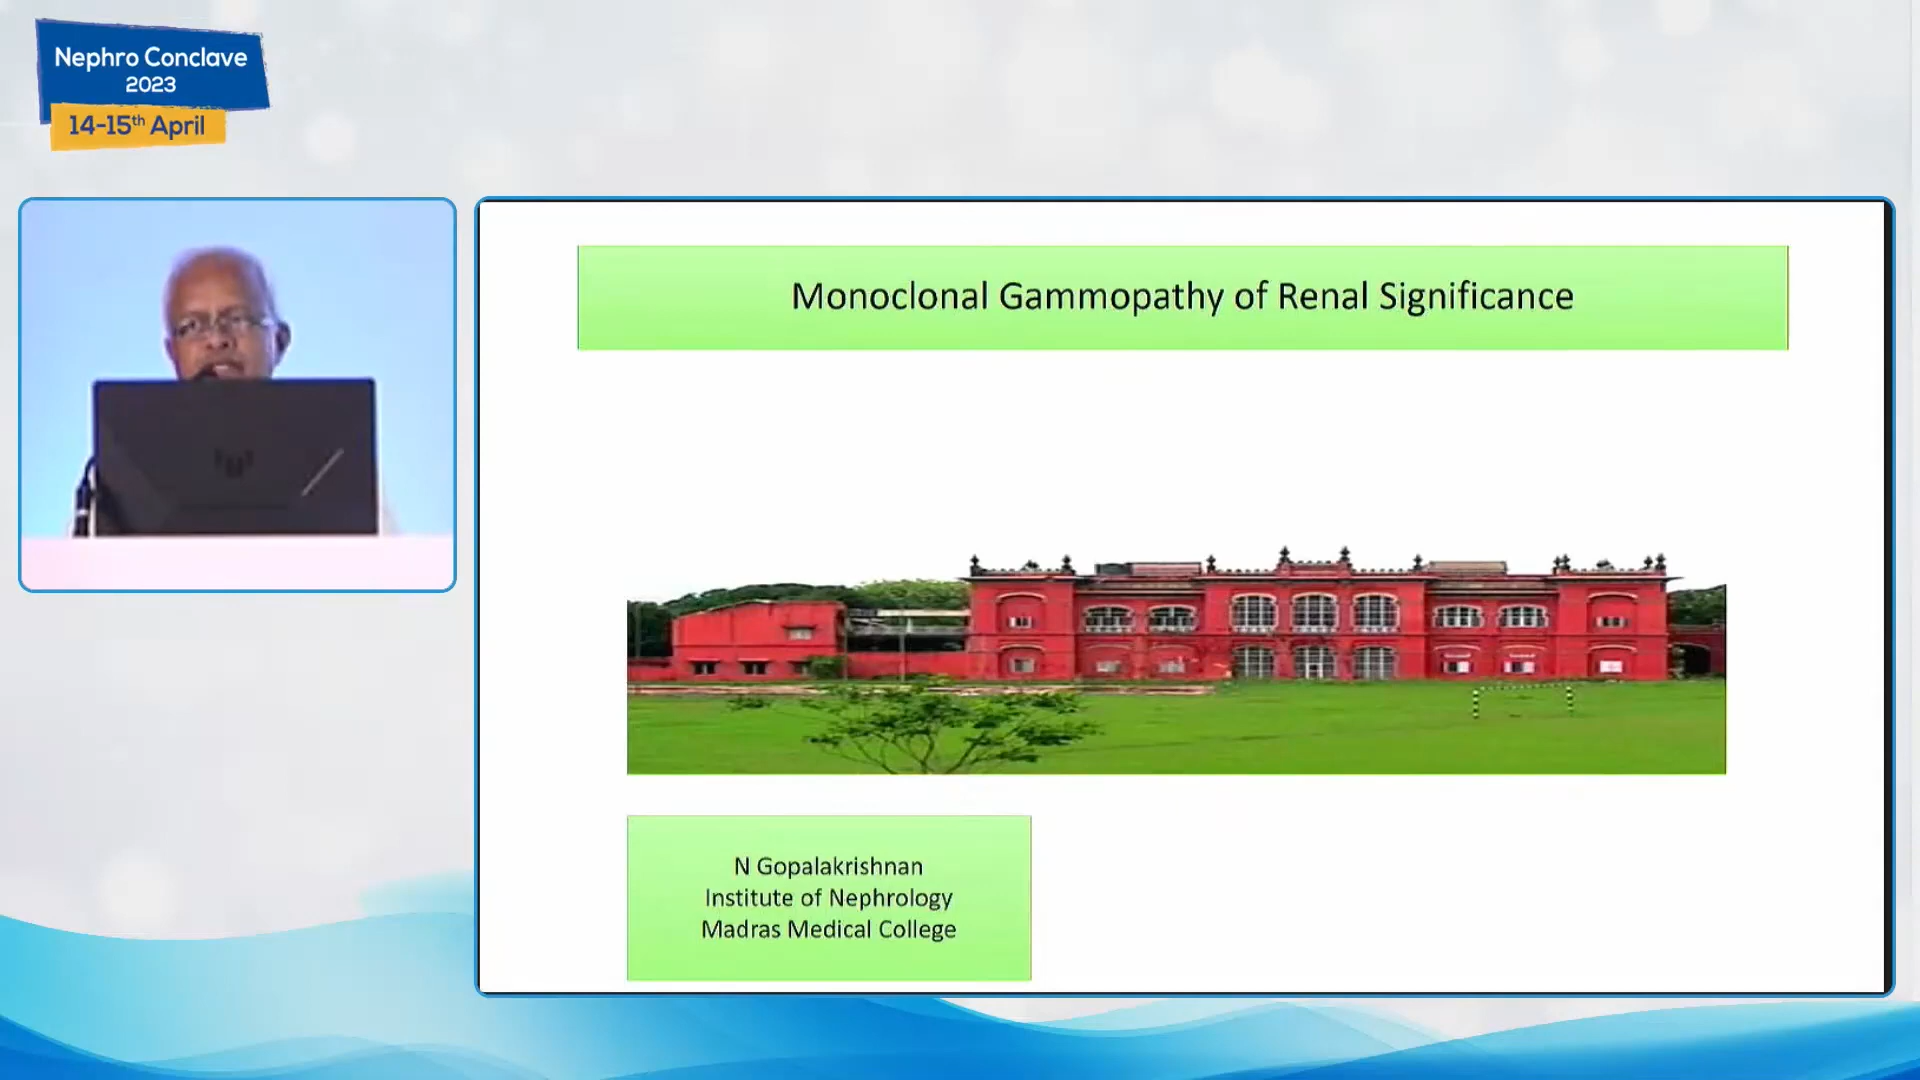 Nephro Conclave
2023
14-15th April
Monoclonal Gammopathy of Renal Significance
N Gopalakrishnan
Institute of Nephrology
Madras Medical College